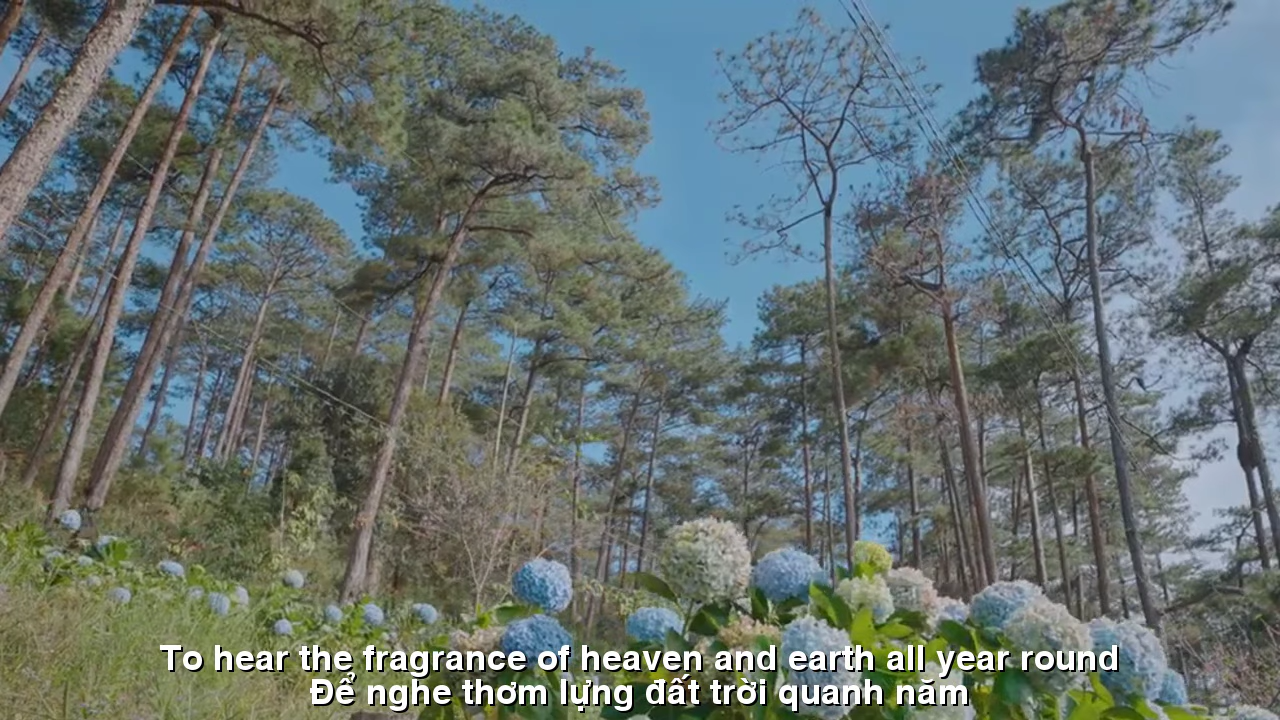 To hear the fragrance of heaven and earth all year round
Để nghe thơm lựng đất trời quanh năm